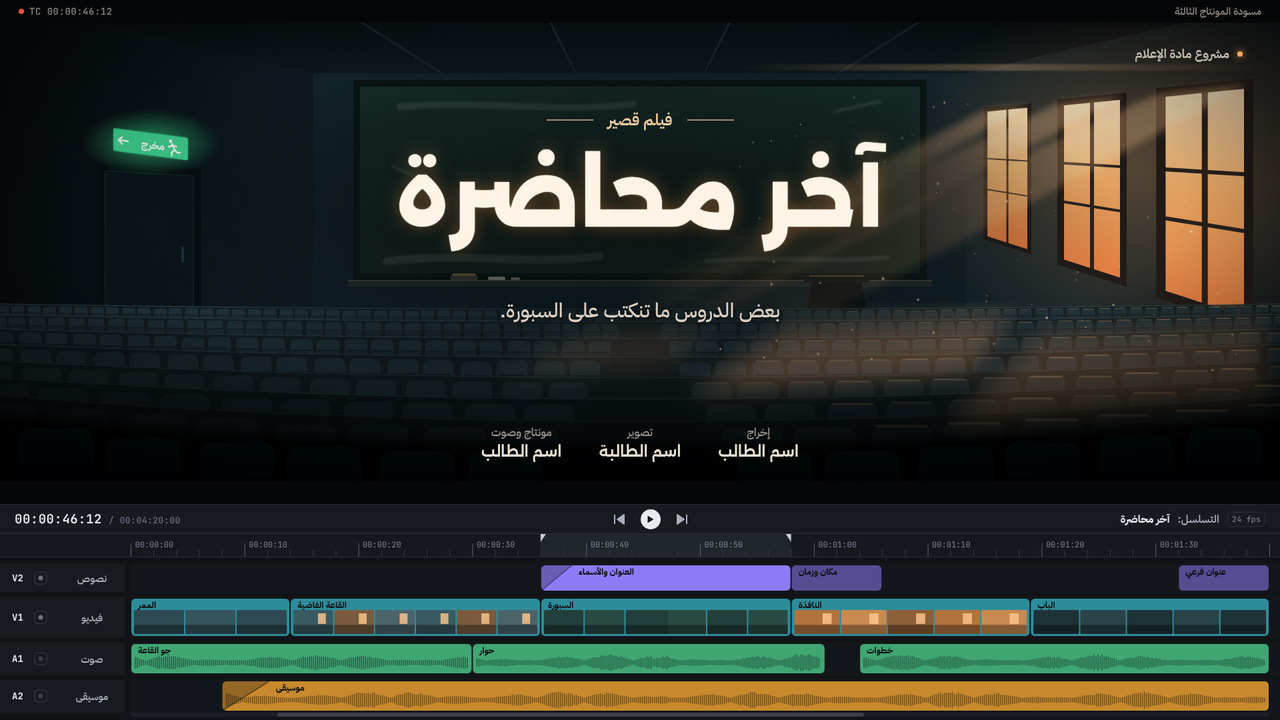 مسودة المونتاج الثالثة
TC 00:00:46:12
مشروع مادة الإعلام
مخرج
فيلم قصير
آخر محاضرة
بعض الدروس ما تنكتب على السبورة.
إخراج
اسم الطالب
تصوير
اسم الطالبة
مونتاج وصوت
اسم الطالب
00:00:46:12 / 00:04:20:00
24 fps
التسلسل: آخر محاضرة
00:00:00 00:00:10 00:00:20 00:00:30 00:00:40 00:00:50 00:01:00 00:01:10 00:01:20 00:01:30
V2 نصوص
العنوان والأسماء
مكان وزمان
عنوان فرعي
V1 فيديو
الممر
القاعة الفاضية
السبورة
النافذة
الباب
A1 صوت
جو القاعة
حوار
خطوات
A2 موسيقى
موسيقى